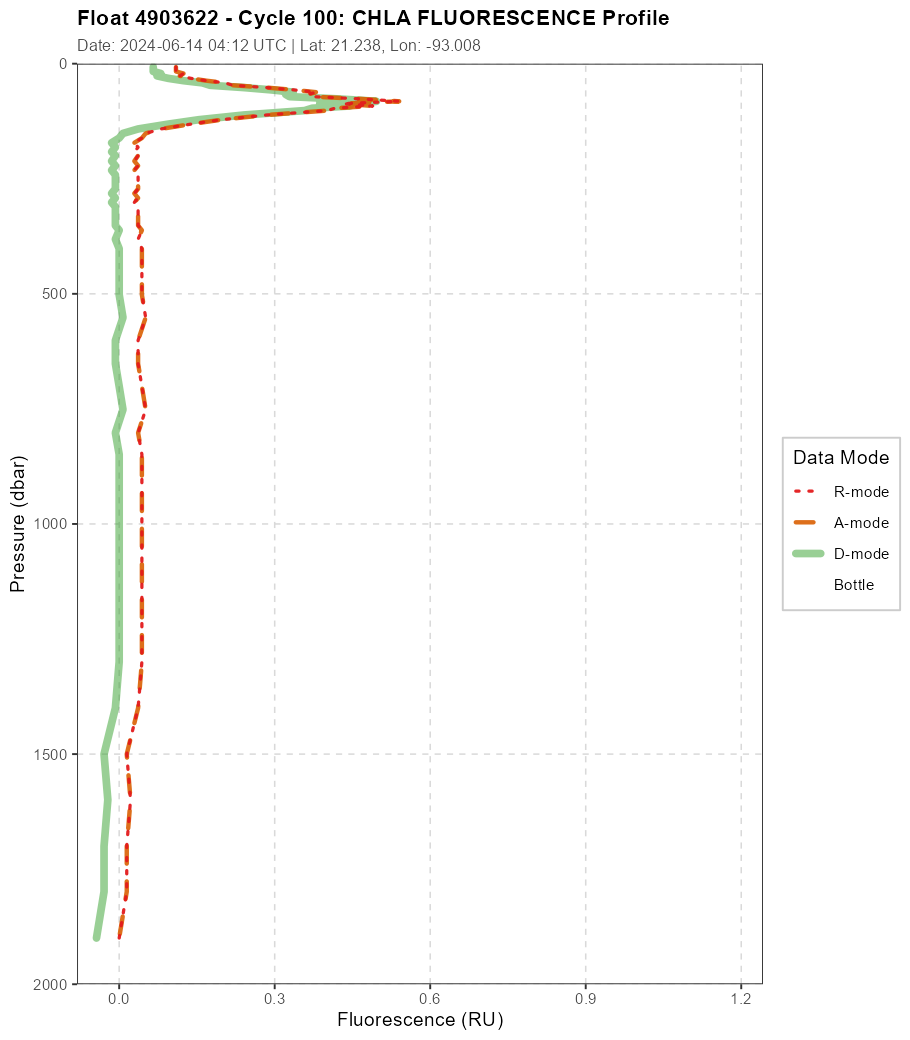 Float 4903622 - Cycle 100: CHLA FLUORESCENCE Profile
Date: 2024-06-14 04:12 UTC | Lat: 21.238, Lon: -93.008
0
500
1000
1500
2000
Pressure (dbar)
0.0 0.3 0.6 0.9 1.2
Fluorescence (RU)
Data Mode
R-mode
A-mode
D-mode
Bottle